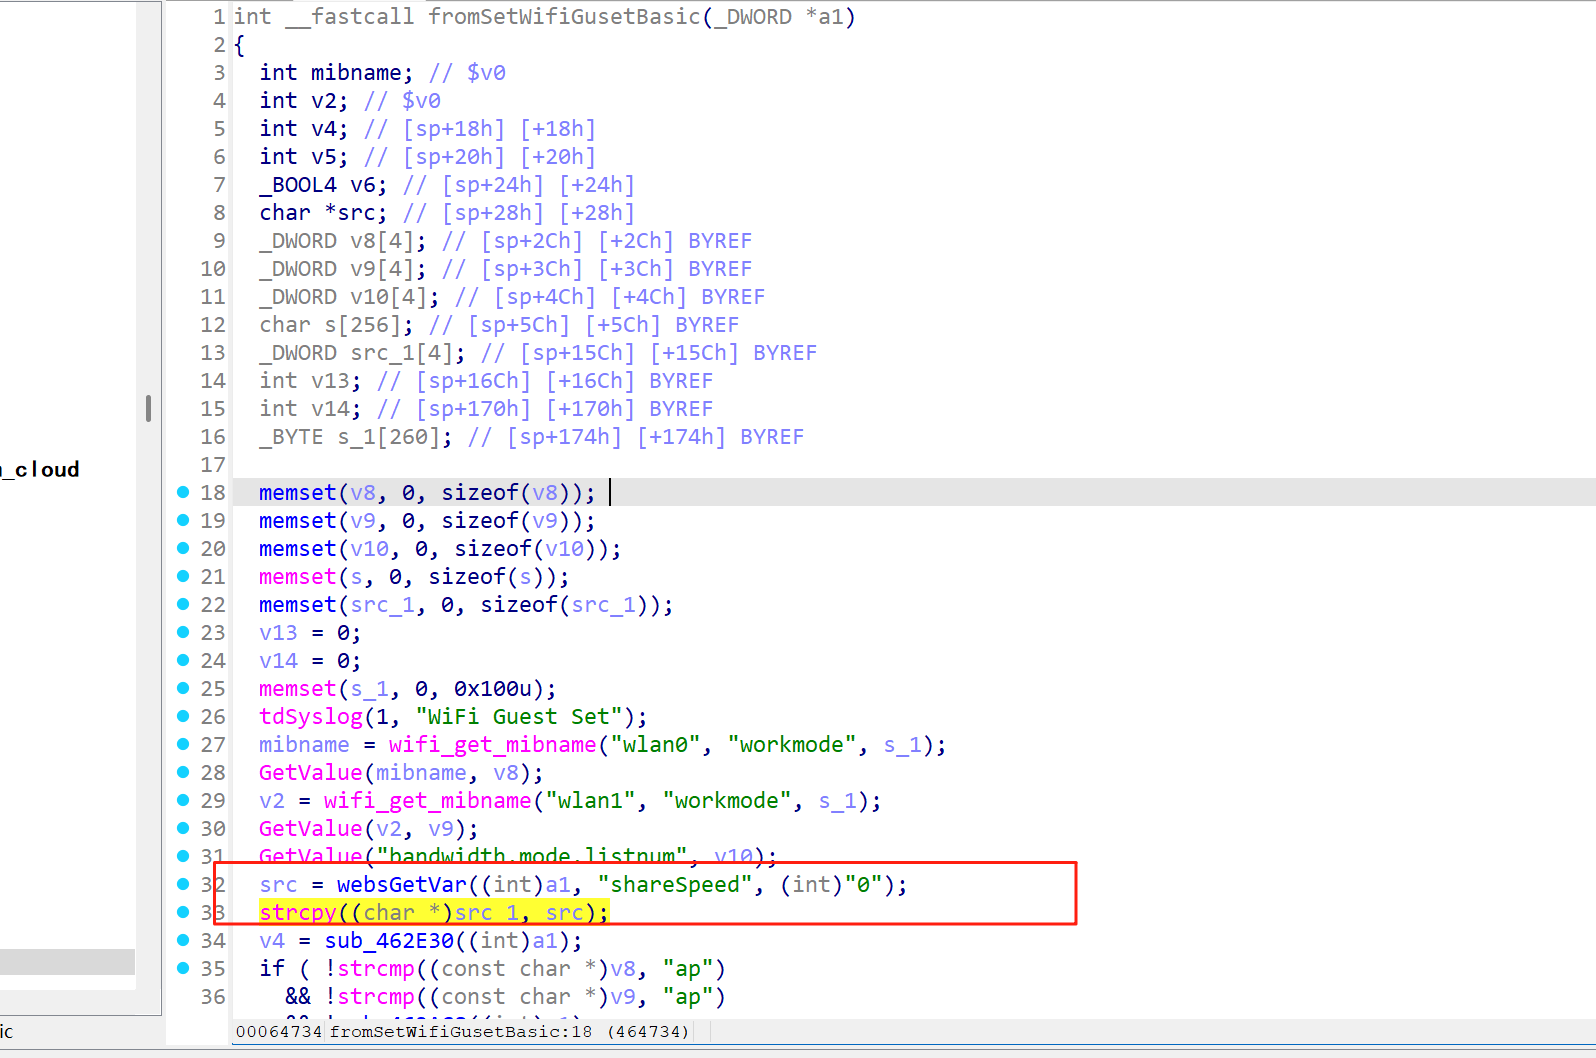 1 int __fastcall fromSetWifiGusetBasic(_DWORD *a1)
2 {
3   int mibname; // $v0
4   int v2; // $v0
5   int v4; // [sp+18h] [+18h]
6   int v5; // [sp+20h] [+20h]
7   _BOOL4 v6; // [sp+24h] [+24h]
8   char *src; // [sp+28h] [+28h]
9   _DWORD v8[4]; // [sp+2Ch] [+2Ch] BYREF
10   _DWORD v9[4]; // [sp+3Ch] [+3Ch] BYREF
11   _DWORD v10[4]; // [sp+4Ch] [+4Ch] BYREF
12   char s[256]; // [sp+5Ch] [+5Ch] BYREF
13   _DWORD src_1[4]; // [sp+15Ch] [+15Ch] BYREF
14   int v13; // [sp+16Ch] [+16Ch] BYREF
15   int v14; // [sp+170h] [+170h] BYREF
16   _BYTE s_1[260]; // [sp+174h] [+174h] BYREF
_cloud
17
18   memset(v8, 0, sizeof(v8));
19   memset(v9, 0, sizeof(v9));
20   memset(v10, 0, sizeof(v10));
21   memset(s, 0, sizeof(s));
22   memset(src_1, 0, sizeof(src_1));
23   v13 = 0;
24   v14 = 0;
25   memset(s_1, 0, 0x100u);
26   tdSyslog(1, "WiFi Guest Set");
27   mibname = wifi_get_mibname("wlan0", "workmode", s_1);
28   GetValue(mibname, v8);
29   v2 = wifi_get_mibname("wlan1", "workmode", s_1);
30   GetValue(v2, v9);
31   GetValue("bandwidth.mode.listnum", v10);
32   src = websGetVar((int)a1, "shareSpeed", (int)"0");
33   strcpy((char *)src_1, src);
34   v4 = sub_462E30((int)a1);
35   if ( !strcmp((const char *)v8, "ap")
36     && !strcmp((const char *)v9, "ap")
ic
00064734 fromSetWifiGusetBasic:18 (464734)